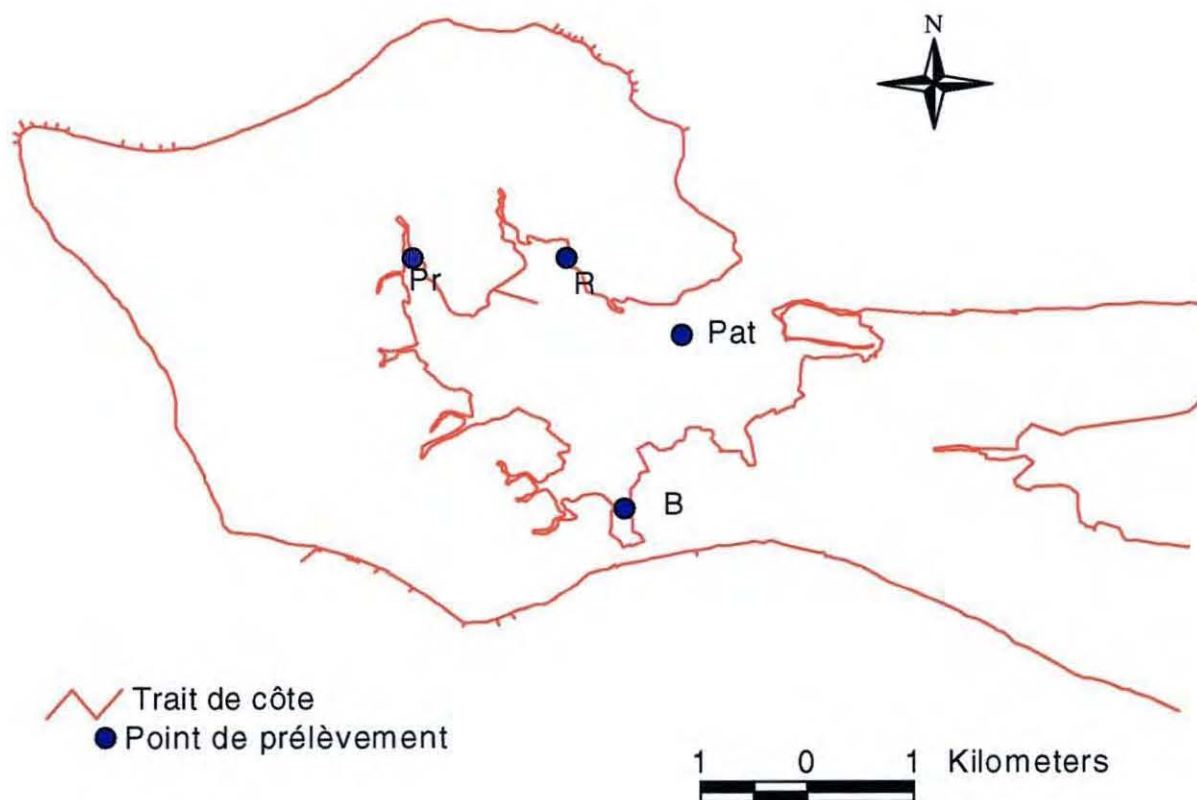 N
Pr
R
Pat
B
Trait de côte
Point de prélèvement
1 0 1 Kilometers